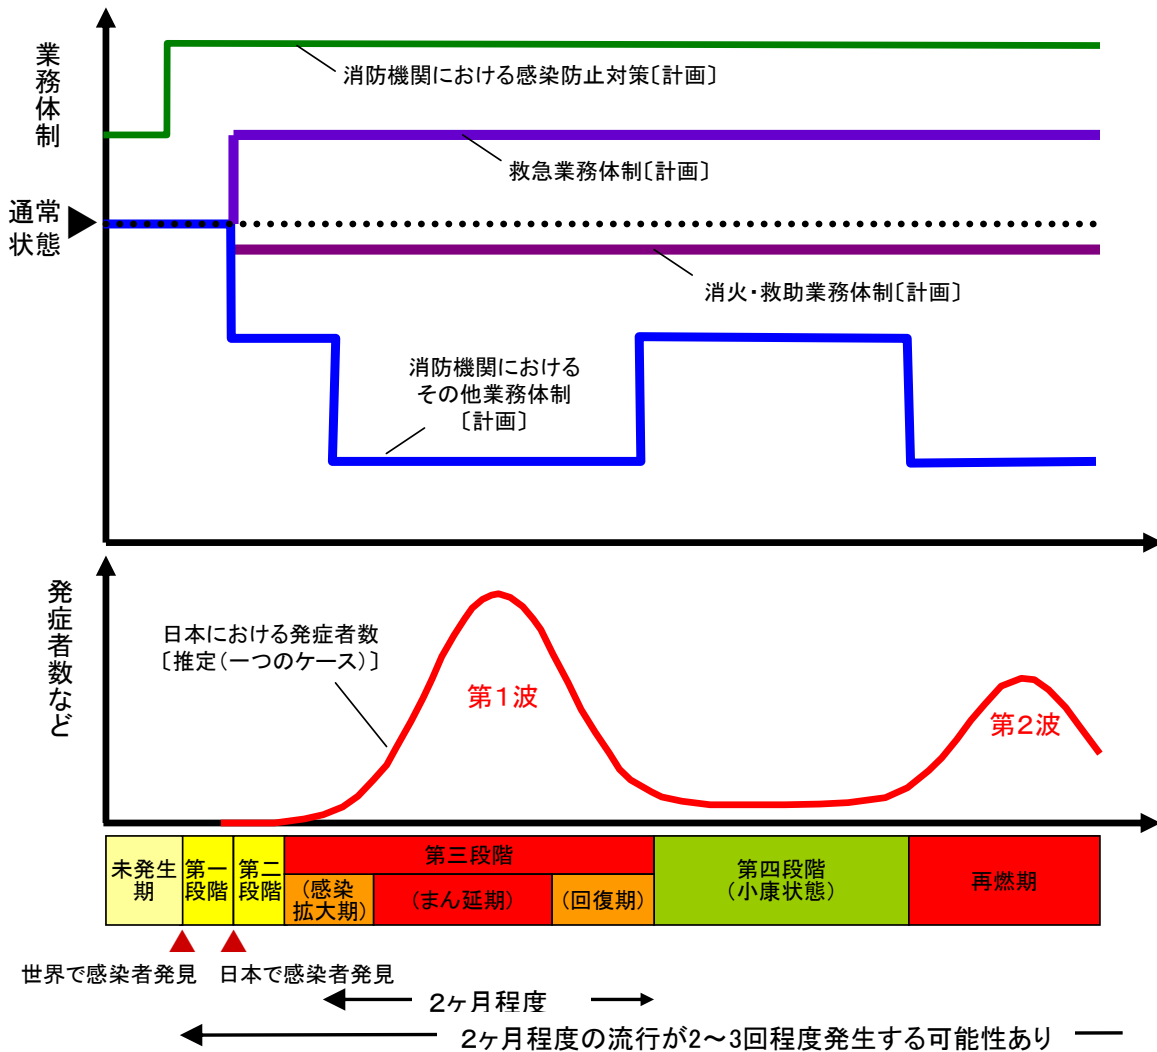 業務体制
消防機関における感染防止対策〔計画〕
救急業務体制〔計画〕
通常
状態
消火・救助業務体制〔計画〕
消防機関における
その他業務体制
〔計画〕
発症者数など
日本における発症者数
〔推定(一つのケース)〕
第1波
第2波
未発生
期
第一
段階
第二
段階
第三段階
(感染
拡大期)
(まん延期)
(回復期)
第四段階
(小康状態)
再燃期
世界で感染者発見
日本で感染者発見
2ヶ月程度
2ヶ月程度の流行が2～3回程度発生する可能性あり